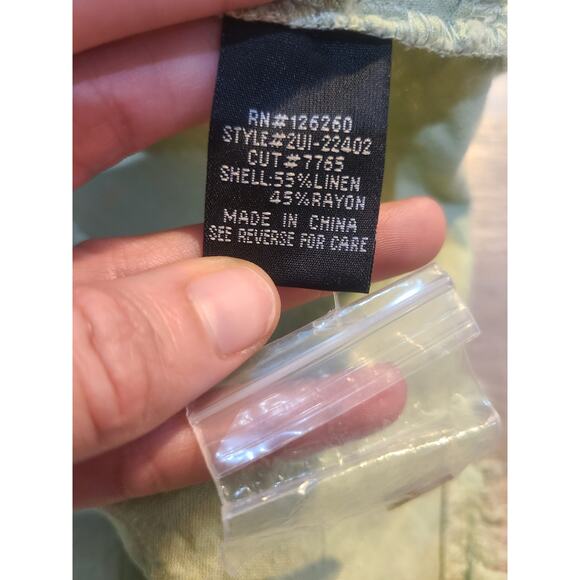 RN#126260
STYLE#2UI-22402
CUT#7765
SHELL:55%LINEN
45%RAYON
MADE IN CHINA
SEE REVERSE FOR CARE